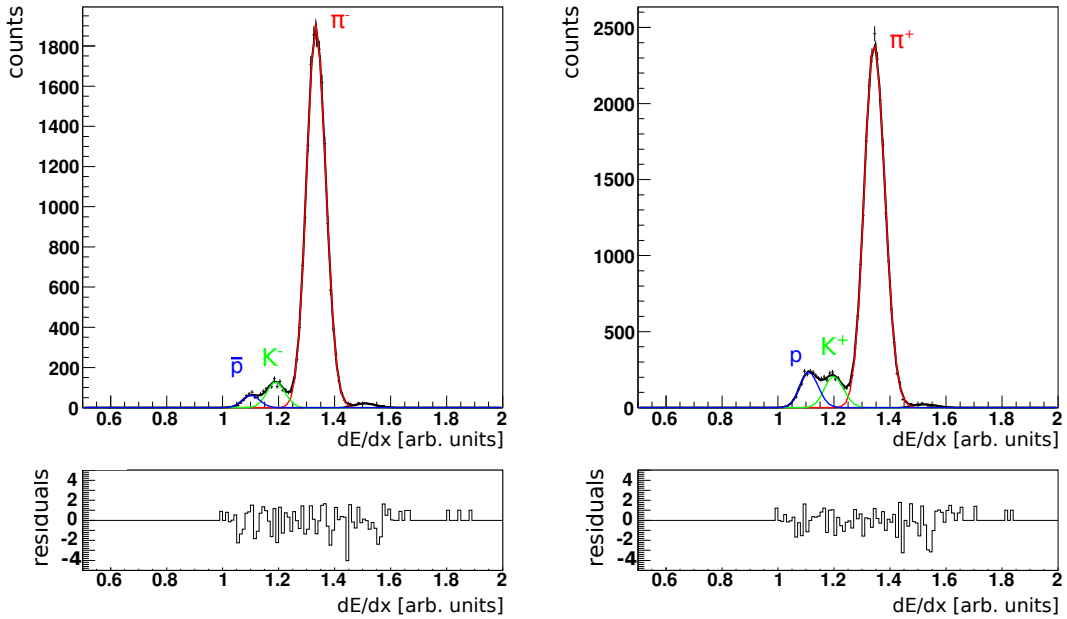 counts
1800
1600
1400
1200
1000
800
600
400
200
0
π⁻
p̅
K⁻
0.6 0.8 1 1.2 1.4 1.6 1.8 2
dE/dx [arb. units]
residuals
4
2
0
-2
-4
0.6 0.8 1 1.2 1.4 1.6 1.8 2
dE/dx [arb. units]
counts
2500
2000
1500
1000
500
0
π⁺
p
K⁺
0.6 0.8 1 1.2 1.4 1.6 1.8 2
dE/dx [arb. units]
residuals
4
2
0
-2
-4
0.6 0.8 1 1.2 1.4 1.6 1.8 2
dE/dx [arb. units]